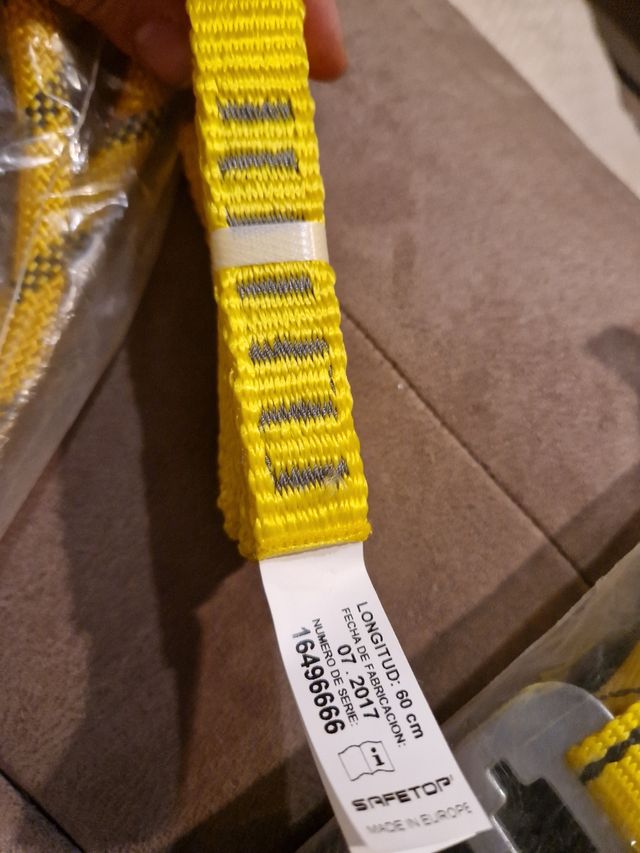 LONGITUD: 60 cm
FECHA DE FABRICACION:
07 . 2017
NUMERO DE SERIE:
16496666
i
SAFETOP
MADE IN EUROPE